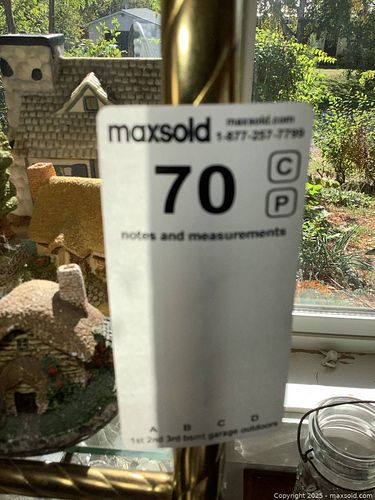 maxsold
maxsold.com
1-877-257-7799
70
C
P
notes and measurements
A B C D
1st 2nd 3rd bsmt garage outdoors
Copyright 2025 - maxsold.com